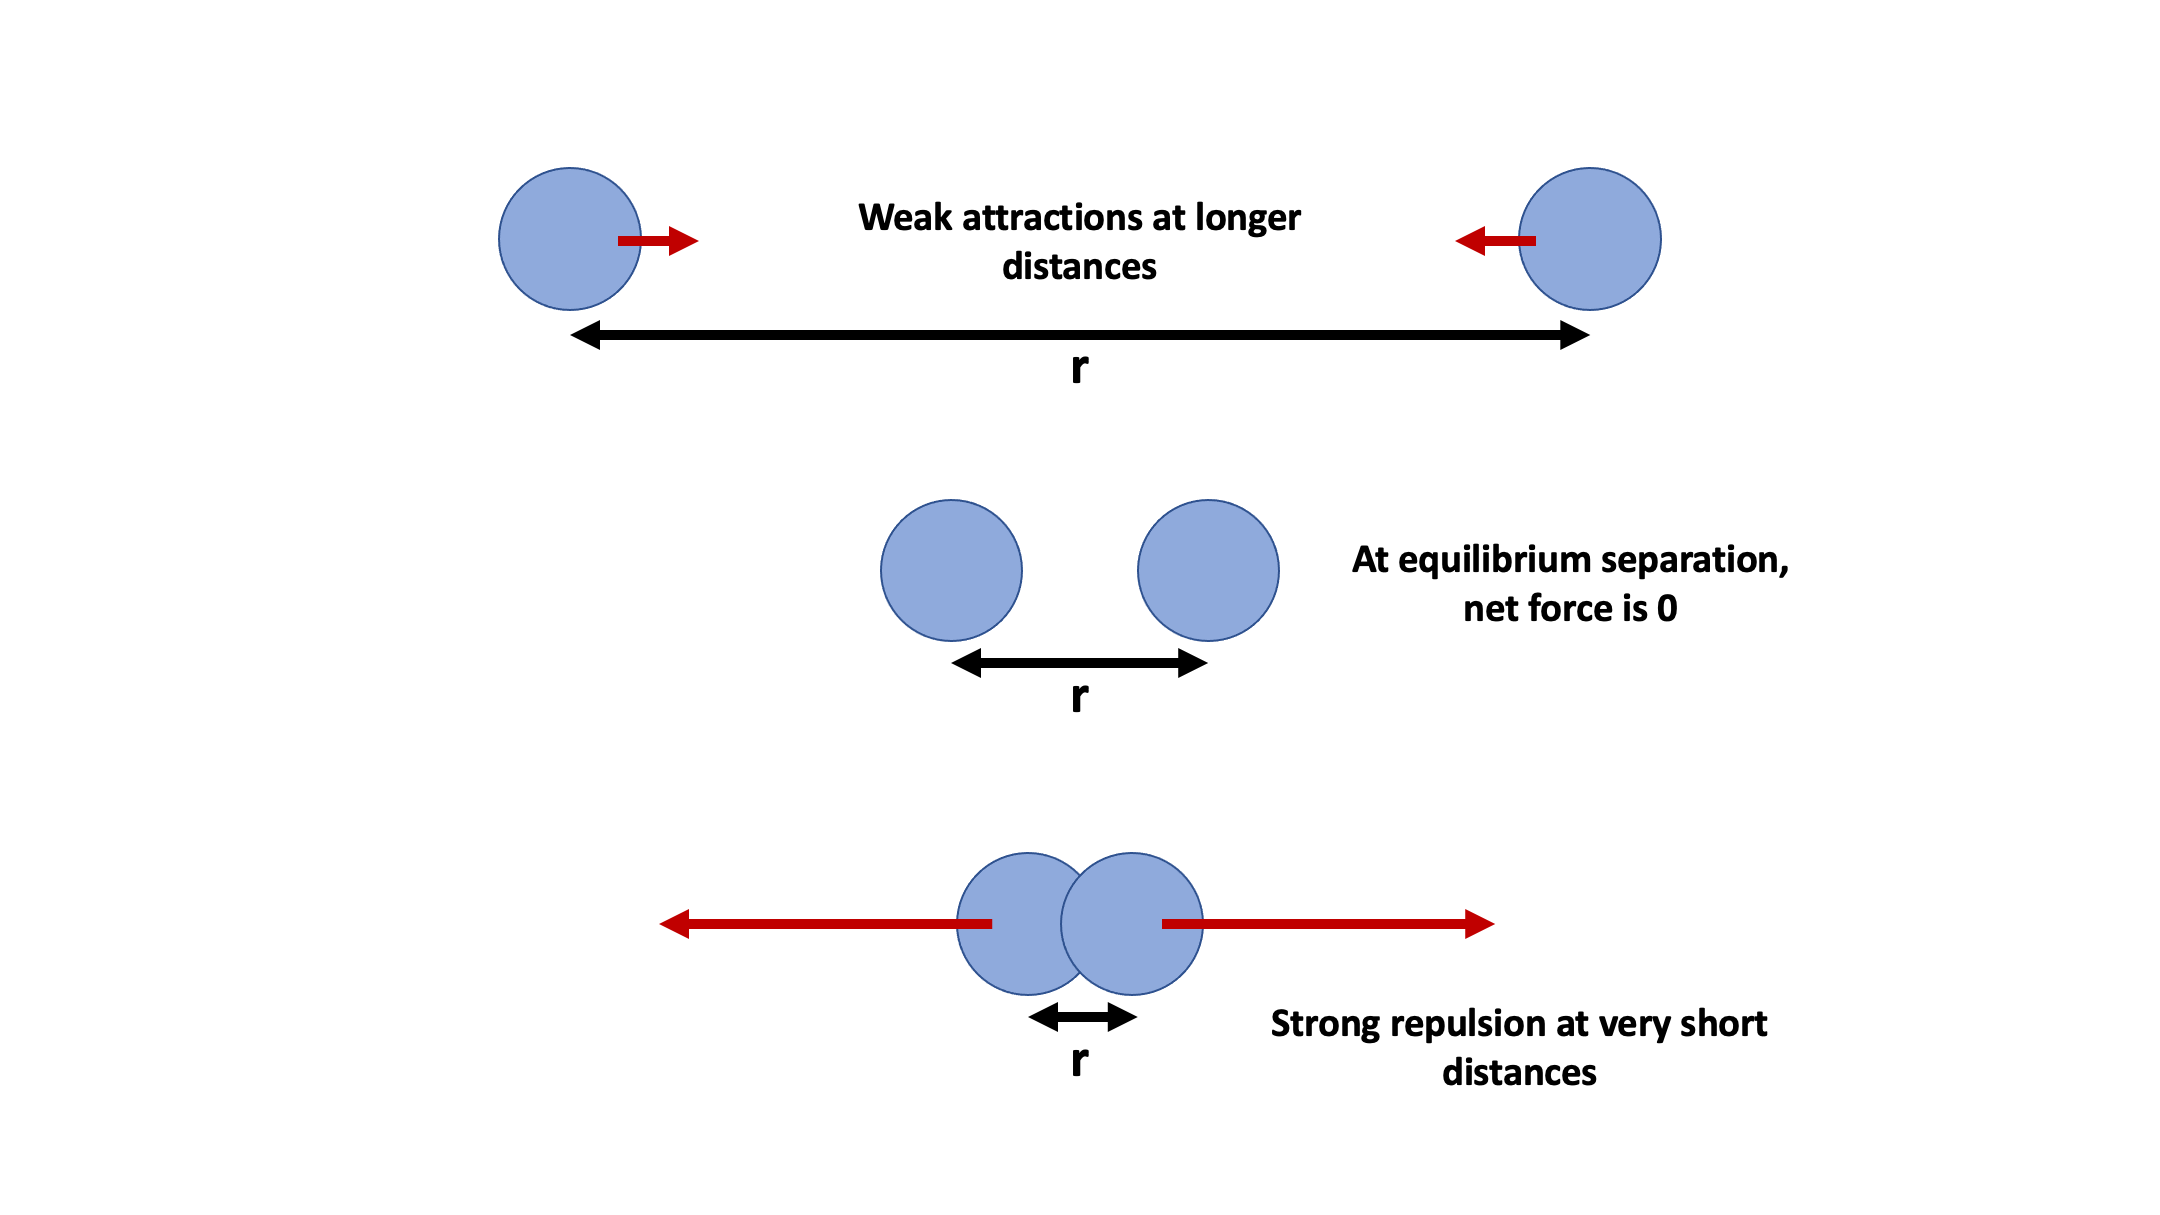 Weak attractions at longer
distances
r
At equilibrium separation,
net force is 0
r
Strong repulsion at very short
distances
r